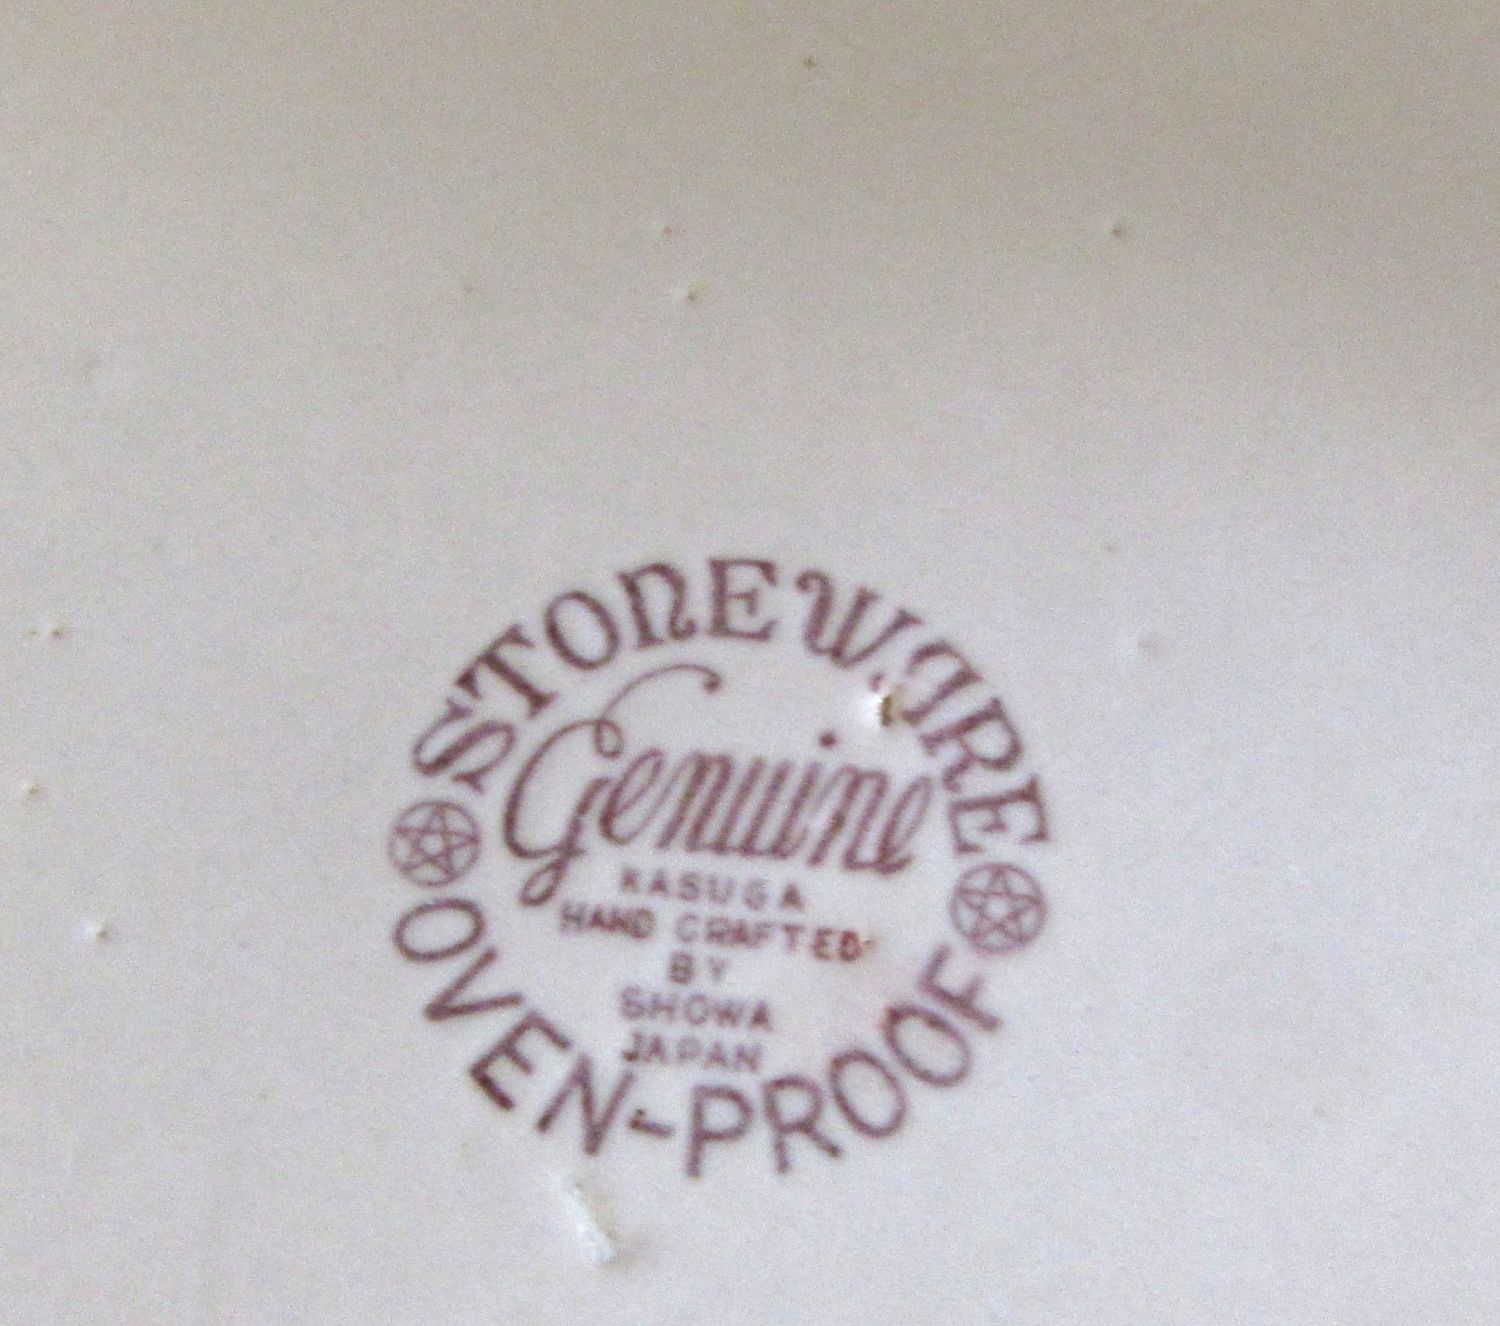 STONEWARE
Genuine
KASUGA
HAND CRAFTED
BY
SHOWA
JAPAN
OVEN-PROOF